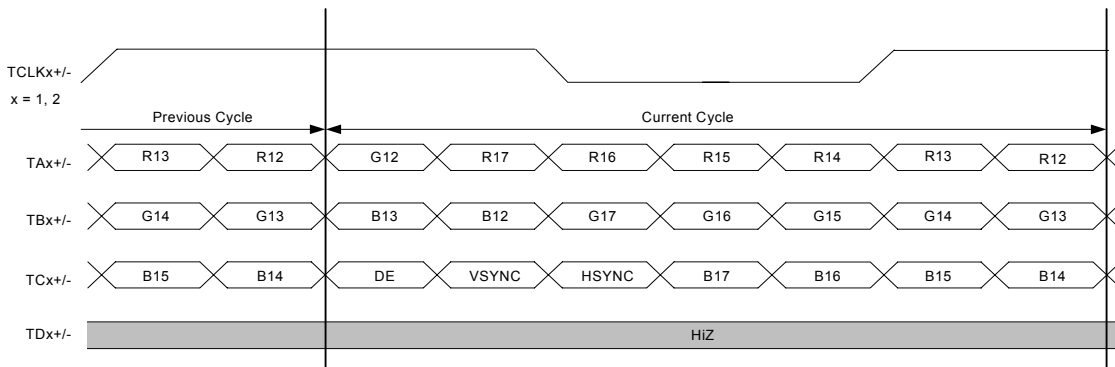 TCLKx+/-
x = 1, 2
Previous Cycle Current Cycle
TAx+/- R13 R12 G12 R17 R16 R15 R14 R13 R12
TBx+/- G14 G13 B13 B12 G17 G16 G15 G14 G13
TCx+/- B15 B14 DE VSYNC HSYNC B17 B16 B15 B14
TDx+/- HiZ